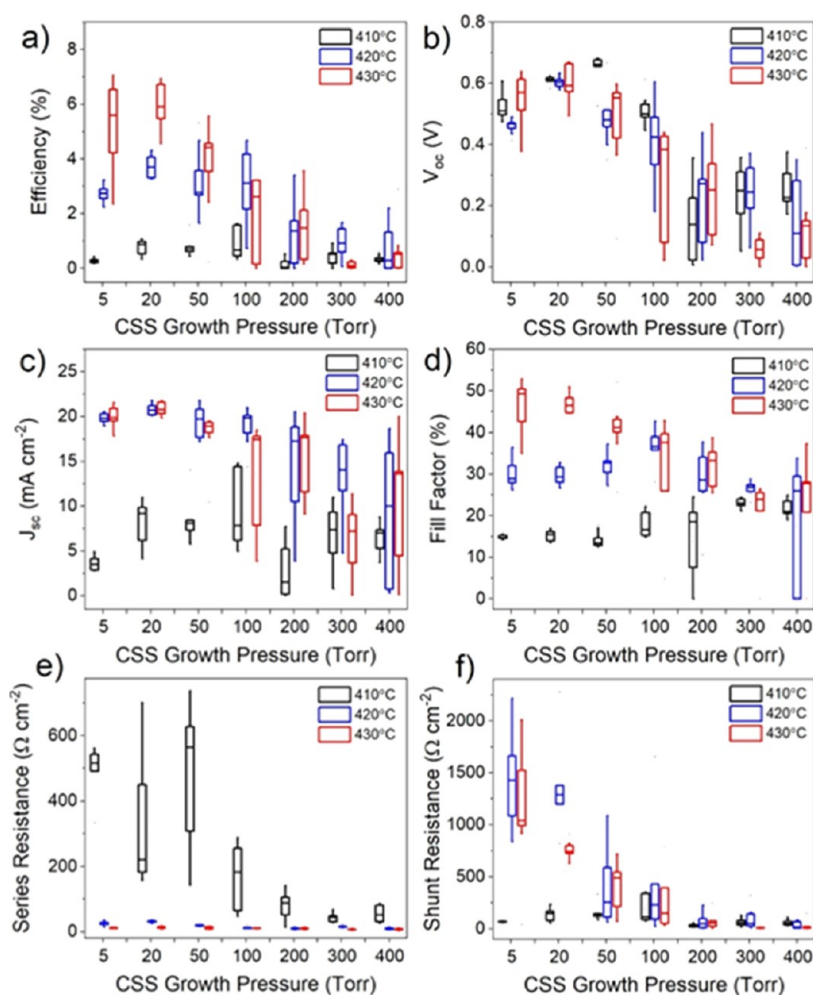 a)
410°C
420°C
430°C
8
6
4
2
0
Efficiency (%)
5 20 50 100 200 300 400
CSS Growth Pressure (Torr)
b)
410°C
420°C
430°C
0.8
0.6
0.4
0.2
0.0
Voc (V)
5 20 50 100 200 300 400
CSS Growth Pressure (Torr)
c)
410°C
420°C
430°C
25
20
15
10
5
0
Jsc (mA cm-2)
5 20 50 100 200 300 400
CSS Growth Pressure (Torr)
d)
410°C
420°C
430°C
60
50
40
30
20
10
0
Fill Factor (%)
5 20 50 100 200 300 400
CSS Growth Pressure (Torr)
e)
410°C
420°C
430°C
600
400
200
0
Series Resistance (Ω cm-2)
5 20 50 100 200 300 400
CSS Growth Pressure (Torr)
f)
410°C
420°C
430°C
2000
1500
1000
500
0
Shunt Resistance (Ω cm-2)
5 20 50 100 200 300 400
CSS Growth Pressure (Torr)